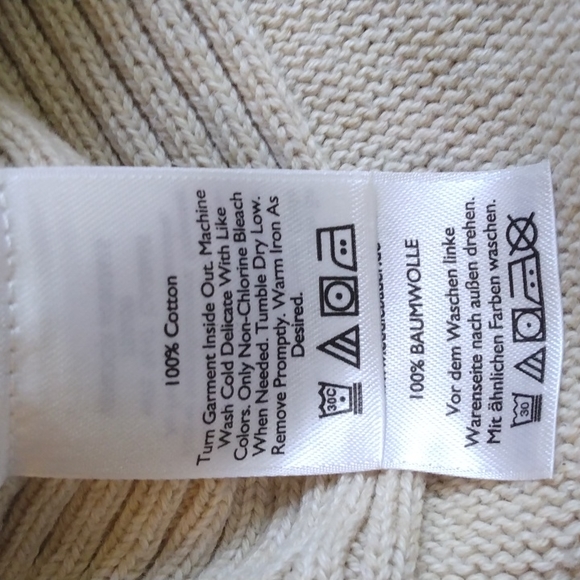 100% Cotton
Turn Garment Inside Out. Machine
Wash Cold Delicate With Like
Colors. Only Non-Chlorine Bleach
When Needed. Tumble Dry Low.
Remove Promptly. Warm Iron As
Desired.
30C
100% BAUMWOLLE
Vor dem Waschen linke
Warenseite nach außen drehen.
Mit ähnlichen Farben waschen.
30